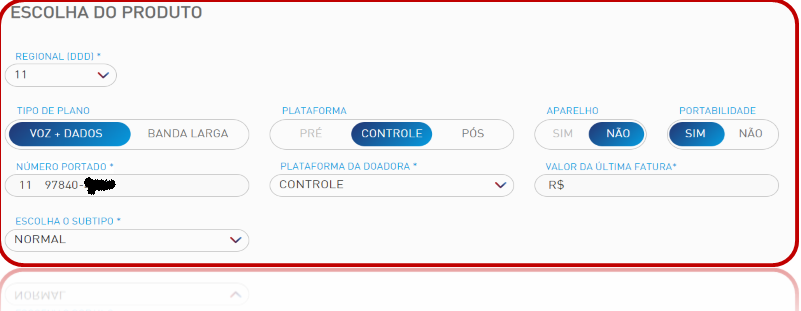 ESCOLHA DO PRODUTO
REGIONAL (DDD) *
11
TIPO DE PLANO PLATAFORMA APARELHO PORTABILIDADE
VOZ + DADOS BANDA LARGA PRÉ CONTROLE PÓS SIM NÃO SIM NÃO
NÚMERO PORTADO * PLATAFORMA DA DOADORA * VALOR DA ÚLTIMA FATURA*
11 97840- CONTROLE R$
ESCOLHA O SUBTIPO *
NORMAL
NORMAL